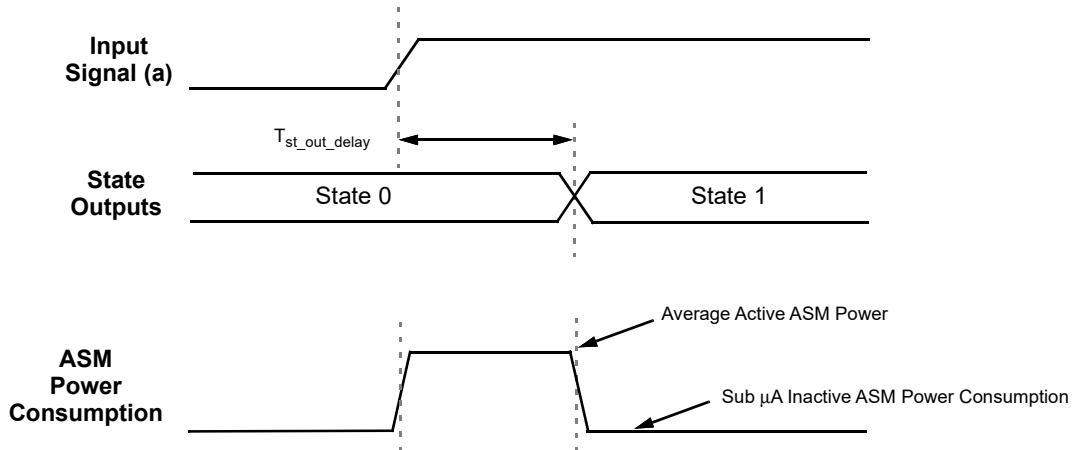 Input
Signal (a)
T_st_out_delay
State
Outputs
State 0
State 1
Average Active ASM Power
ASM
Power
Consumption
Sub μA Inactive ASM Power Consumption